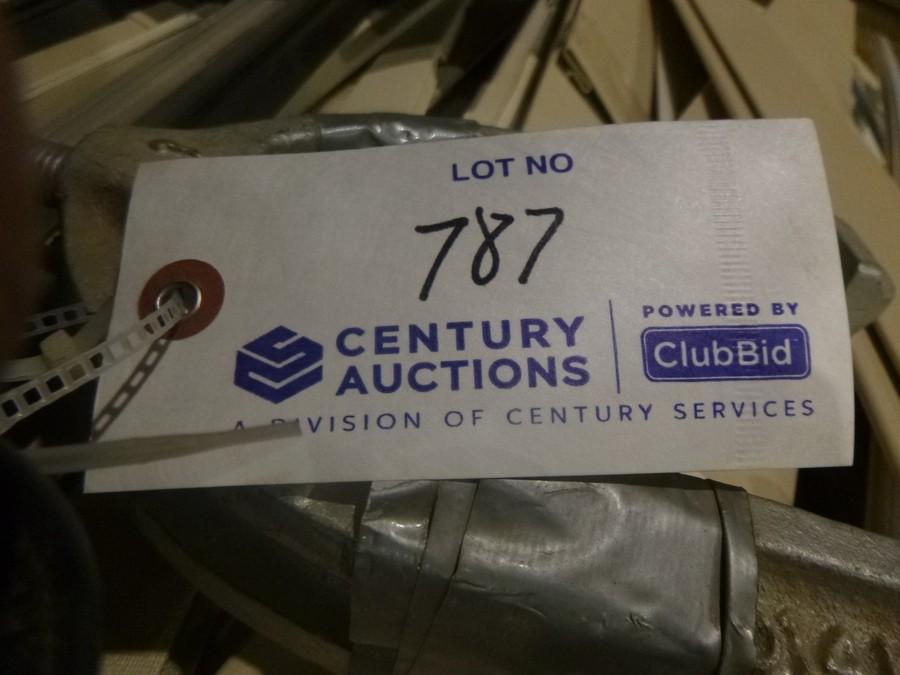 LOT NO
787
CENTURY
AUCTIONS
POWERED BY
ClubBid
A DIVISION OF CENTURY SERVICES